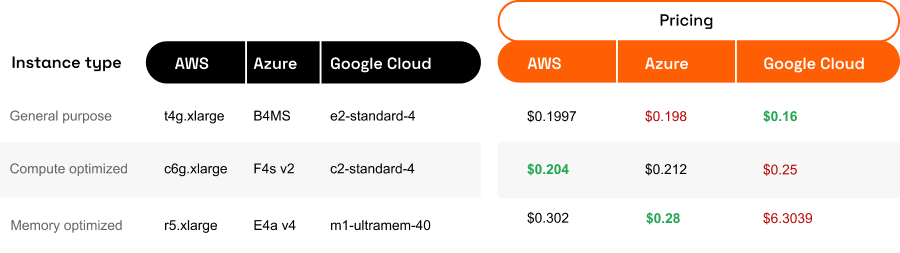 Pricing
Instance type AWS Azure Google Cloud AWS Azure Google Cloud
General purpose t4g.xlarge B4MS e2-standard-4 $0.1997 $0.198 $0.16
Compute optimized c6g.xlarge F4s v2 c2-standard-4 $0.204 $0.212 $0.25
Memory optimized r5.xlarge E4a v4 m1-ultramem-40 $0.302 $0.28 $6.3039